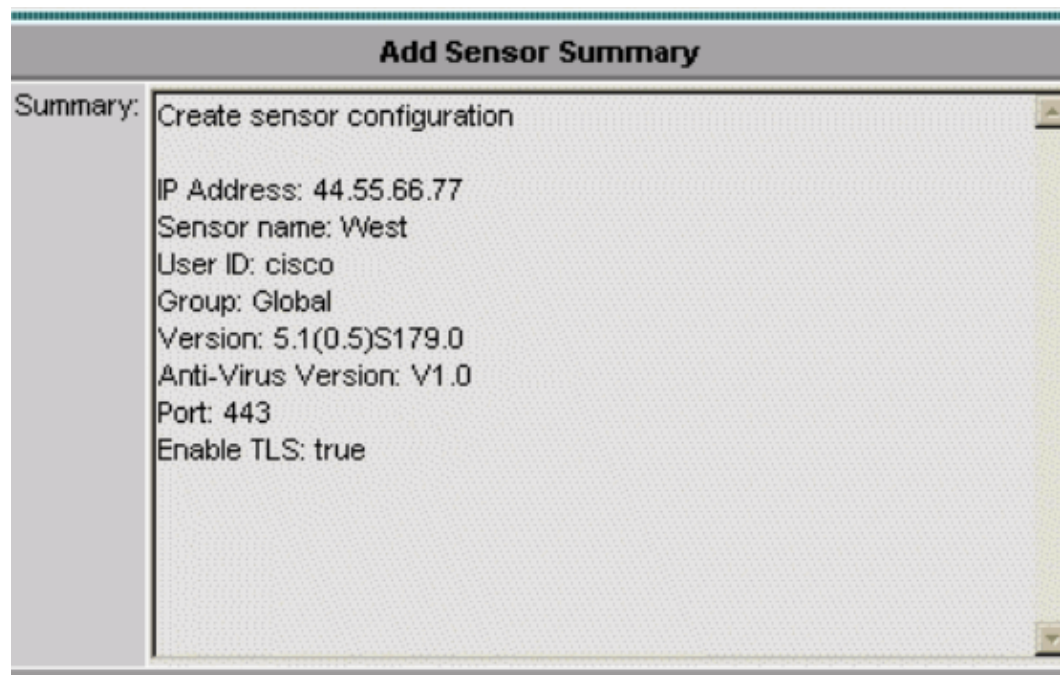 Add Sensor Summary
Summary:
Create sensor configuration
IP Address: 44.55.66.77
Sensor name: West
User ID: cisco
Group: Global
Version: 5.1(0.5)S179.0
Anti-Virus Version: V1.0
Port: 443
Enable TLS: true